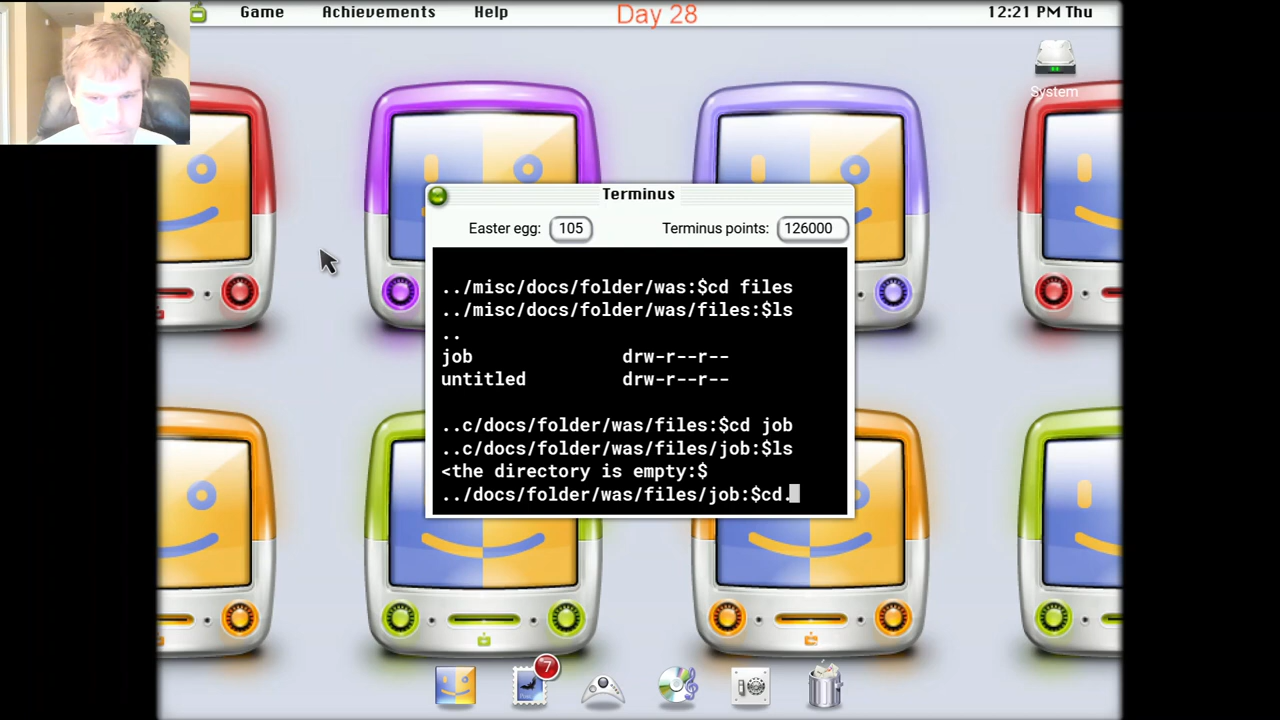 Game Achievements Help Day 28 12:21 PM Thu
System
Terminus
Easter egg: 105 Terminus points: 126000
../misc/docs/folder/was:$cd files
../misc/docs/folder/was/files:$ls
..
job drw-r--r--
untitled drw-r--r--
..c/docs/folder/was/files:$cd job
..c/docs/folder/was/files/job:$ls
<the directory is empty:$
../docs/folder/was/files/job:$cd.
7